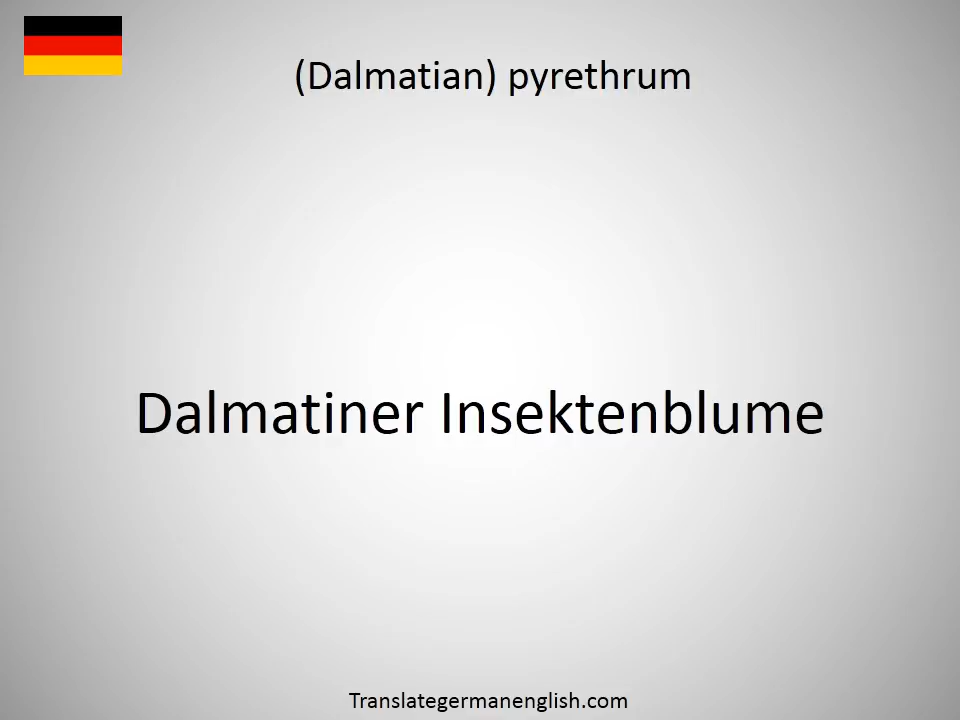 (Dalmatian) pyrethrum
Dalmatiner Insektenblume
Translategermanenglish.com